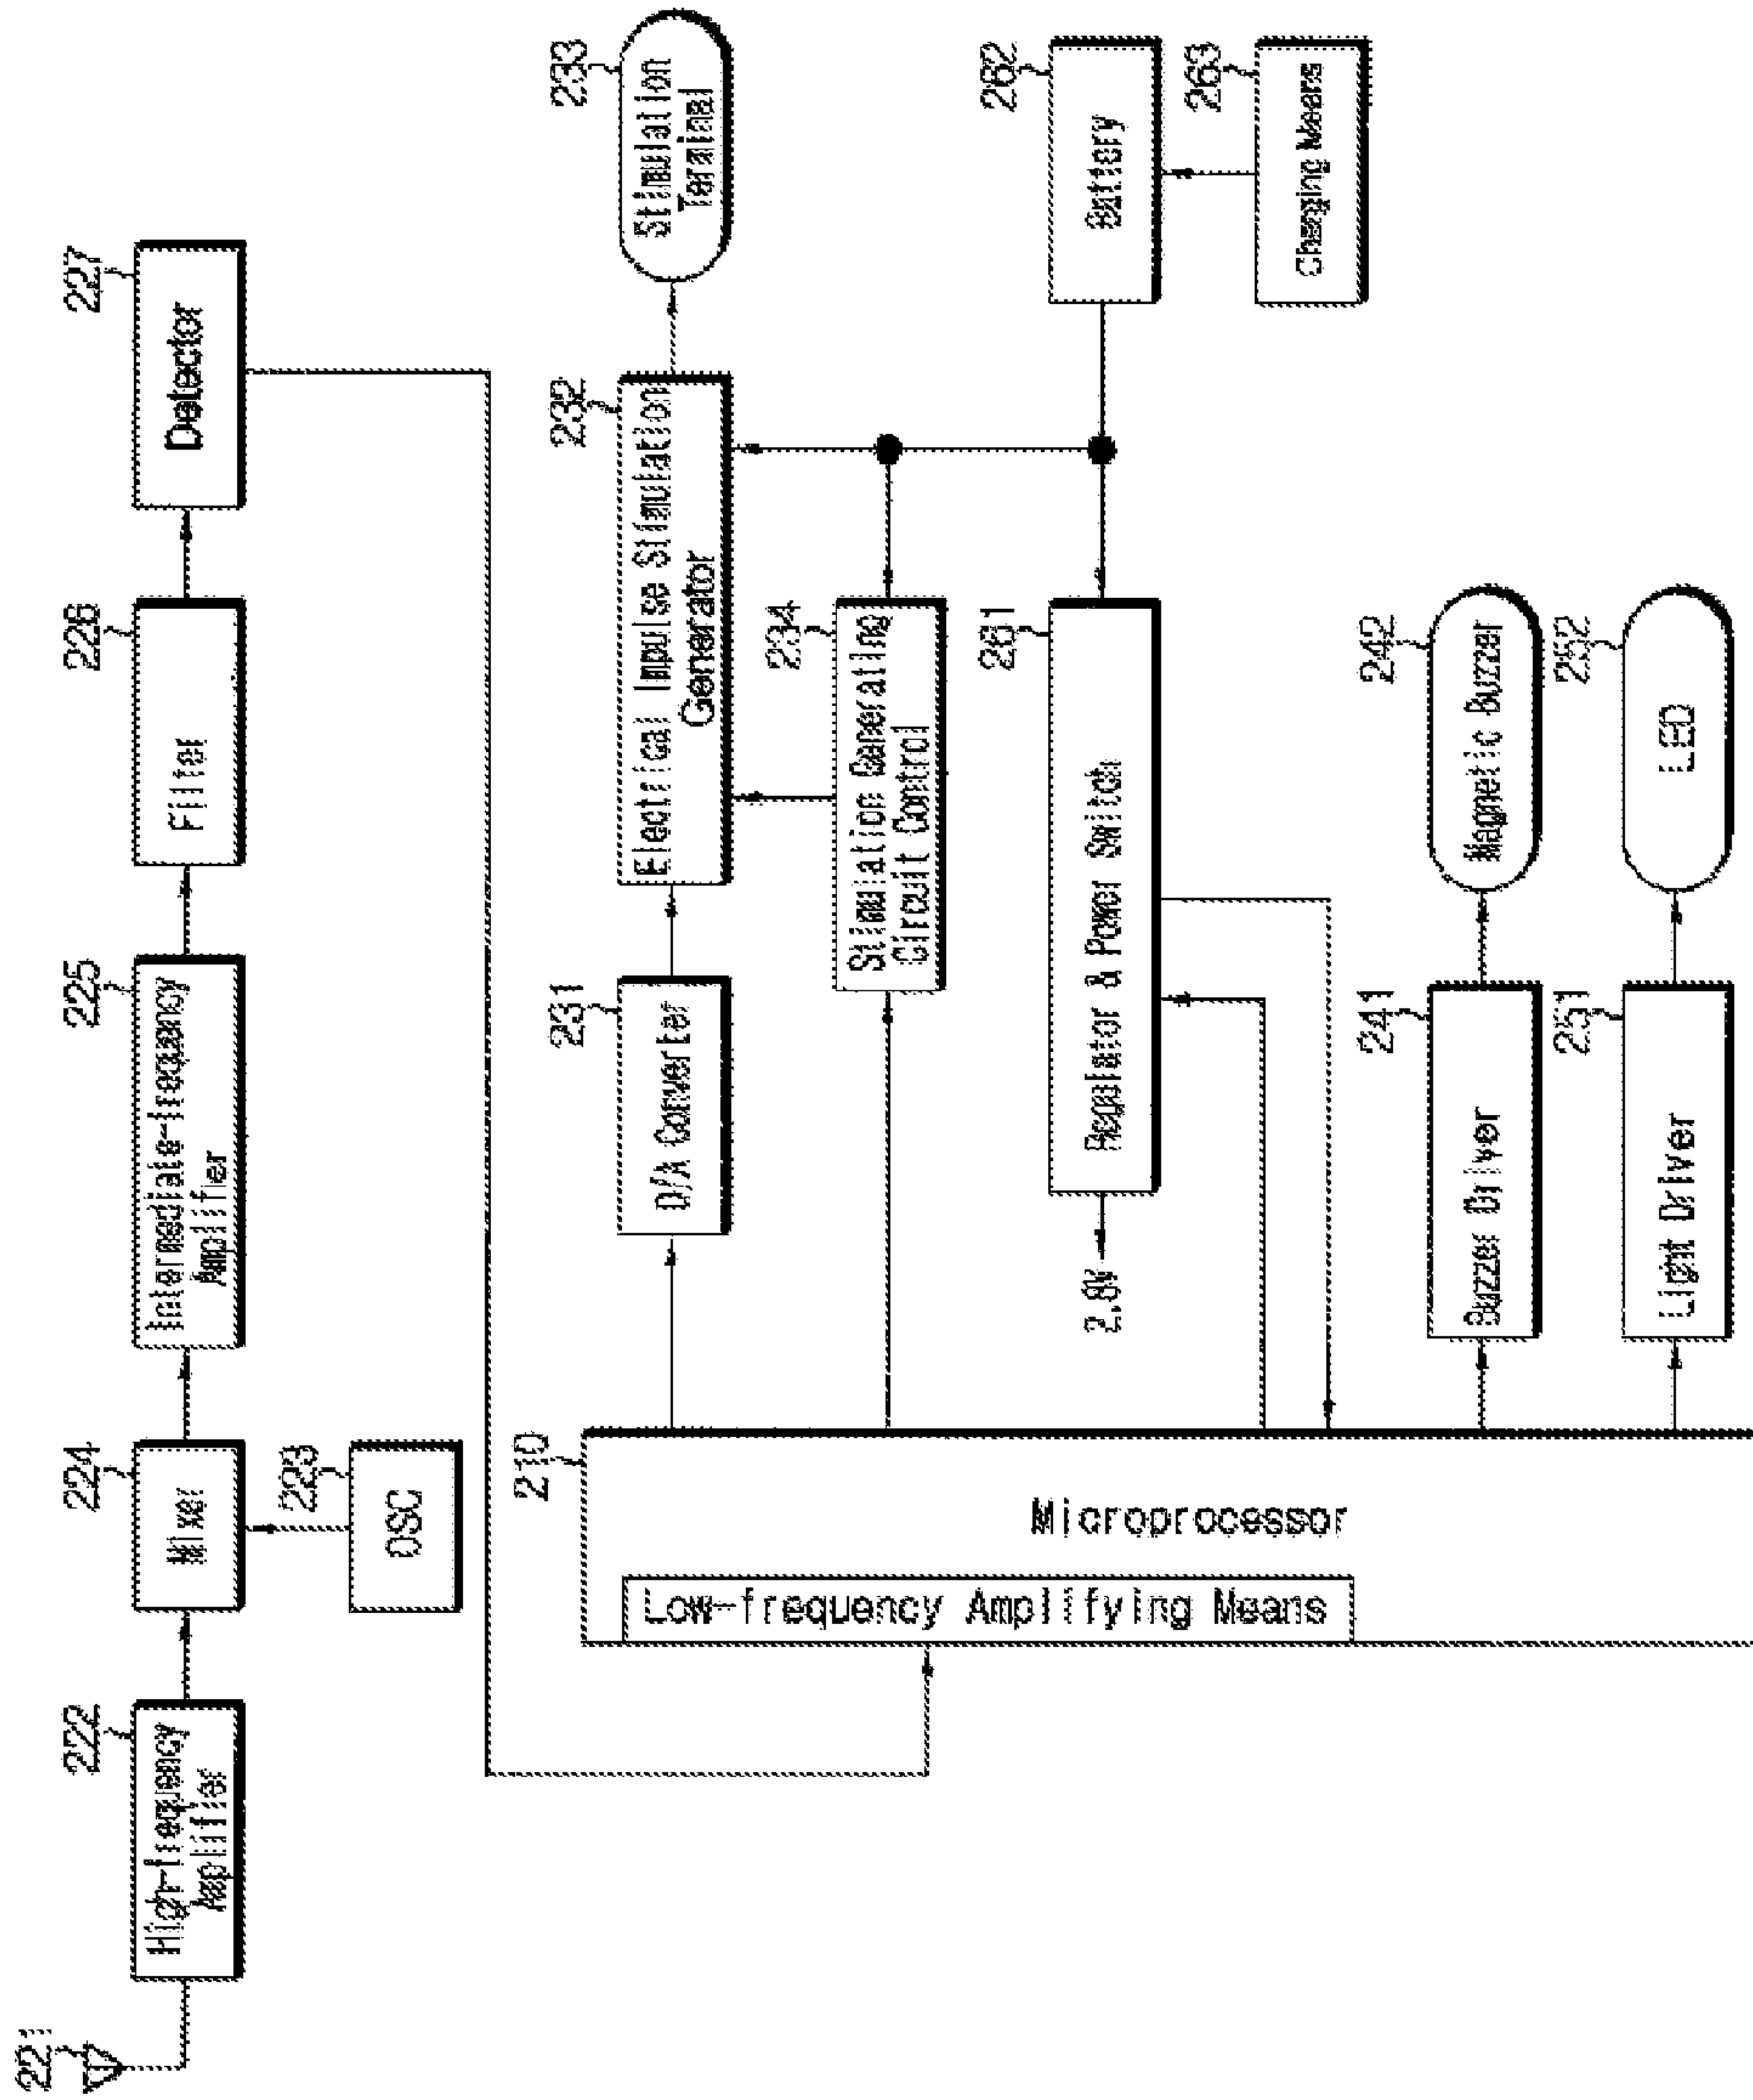 221
222
High-frequency
Amplifier
224
Mixer
223
OSC
225
Intermediate-frequency
Amplifier
226
Filter
227
Detector
210
Microprocessor
Low-frequency Amplifying Means
231
D/A Converter
232
Electrical Impulse Stimulation
Generator
233
Stimulation
Terminal
234
Stimulation Generating
Circuit Control
261
Regulator & Power Switch
2.8V
262
Battery
263
Charging Means
241
Buzzer Driver
242
Magnetic Buzzer
251
Light Driver
252
LED